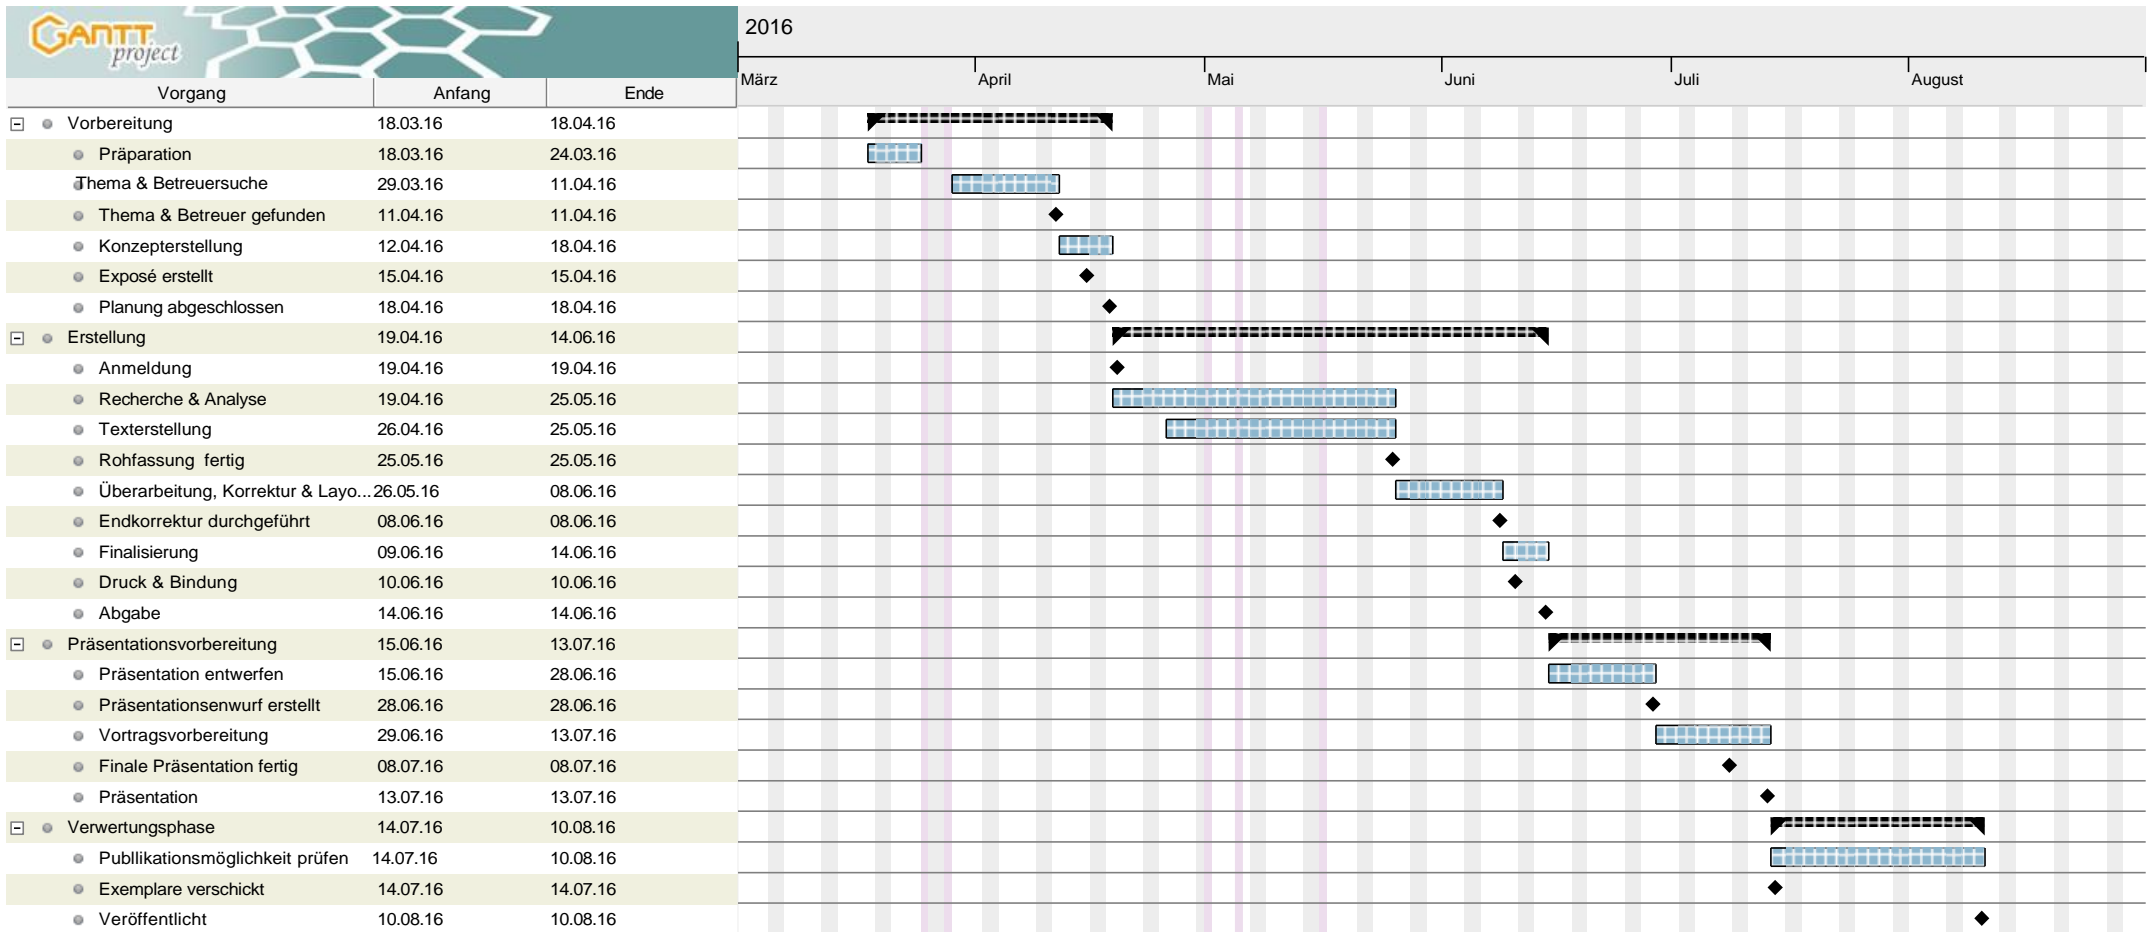 GANTT
project
2016
März April Mai Juni Juli August
Vorgang Anfang Ende
Vorbereitung 18.03.16 18.04.16
Präparation 18.03.16 24.03.16
Thema & Betreuersuche 29.03.16 11.04.16
Thema & Betreuer gefunden 11.04.16 11.04.16
Konzepterstellung 12.04.16 18.04.16
Exposé erstellt 15.04.16 15.04.16
Planung abgeschlossen 18.04.16 18.04.16
Erstellung 19.04.16 14.06.16
Anmeldung 19.04.16 19.04.16
Recherche & Analyse 19.04.16 25.05.16
Texterstellung 26.04.16 25.05.16
Rohfassung fertig 25.05.16 25.05.16
Überarbeitung, Korrektur & Layo... 26.05.16 08.06.16
Endkorrektur durchgeführt 08.06.16 08.06.16
Finalisierung 09.06.16 14.06.16
Druck & Bindung 10.06.16 10.06.16
Abgabe 14.06.16 14.06.16
Präsentationsvorbereitung 15.06.16 13.07.16
Präsentation entwerfen 15.06.16 28.06.16
Präsentationsenwurf erstellt 28.06.16 28.06.16
Vortragsvorbereitung 29.06.16 13.07.16
Finale Präsentation fertig 08.07.16 08.07.16
Präsentation 13.07.16 13.07.16
Verwertungsphase 14.07.16 10.08.16
Publlikationsmöglichkeit prüfen 14.07.16 10.08.16
Exemplare verschickt 14.07.16 14.07.16
Veröffentlicht 10.08.16 10.08.16